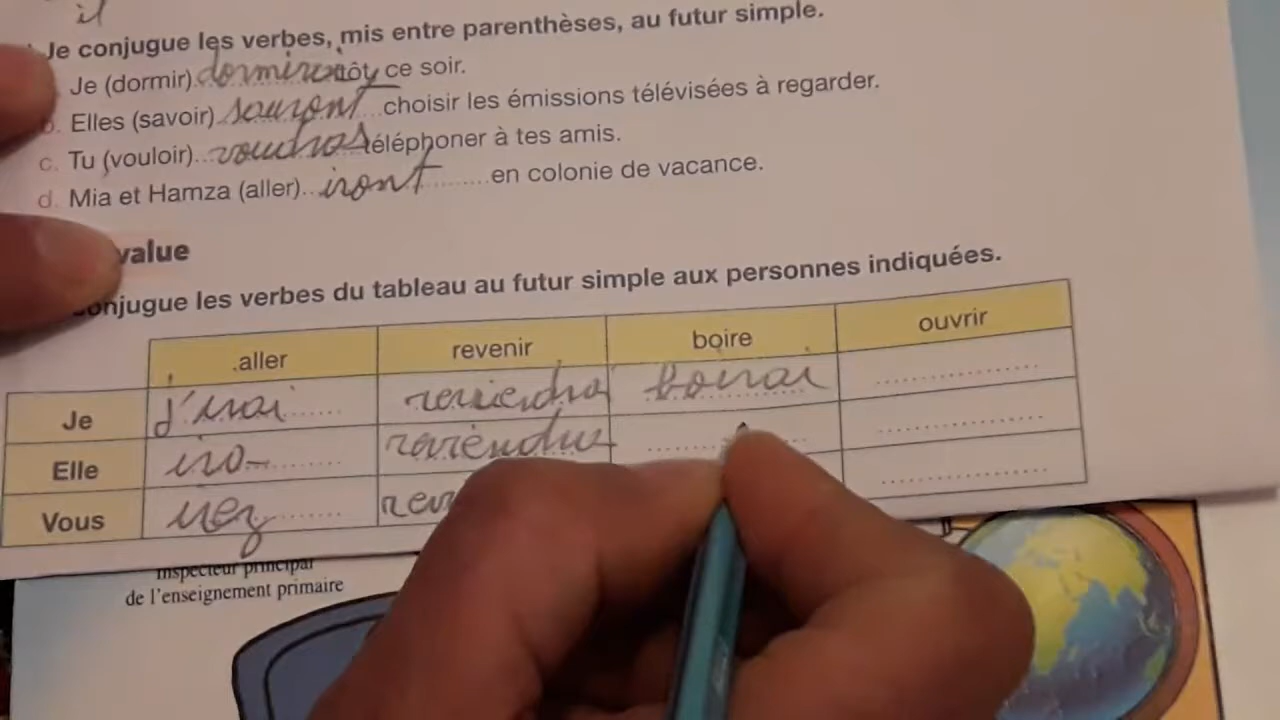 il
Je conjugue les verbes, mis entre parenthèses, au futur simple.
Je (dormir) tôt ce soir.
b. Elles (savoir) sauront choisir les émissions télévisées à regarder.
c. Tu (vouloir) voudras téléphoner à tes amis.
d. Mia et Hamza (aller) iront en colonie de vacance.
value
onjugue les verbes du tableau au futur simple aux personnes indiquées.
aller revenir boire ouvrir
Je j'irai boirai
Elle ira
Vous irez rev
Inspecteur principal
de l'enseignement primaire